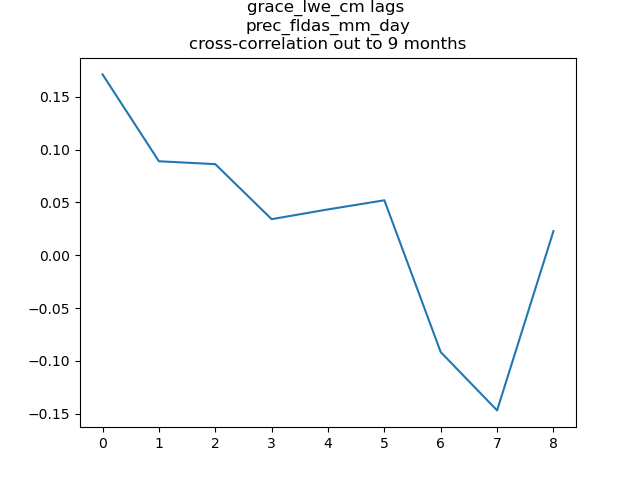 grace_lwe_cm lags
prec_fldas_mm_day
cross-correlation out to 9 months
0.15
0.10
0.05
0.00
−0.05
−0.10
−0.15
0 1 2 3 4 5 6 7 8